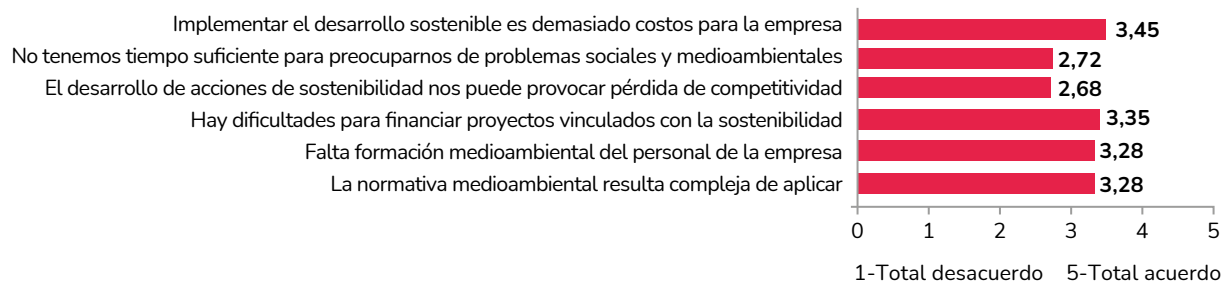 Implementar el desarrollo sostenible es demasiado costos para la empresa 3,45
No tenemos tiempo suficiente para preocuparnos de problemas sociales y medioambientales 2,72
El desarrollo de acciones de sostenibilidad nos puede provocar pérdida de competitividad 2,68
Hay dificultades para financiar proyectos vinculados con la sostenibilidad 3,35
Falta formación medioambiental del personal de la empresa 3,28
La normativa medioambiental resulta compleja de aplicar 3,28
0 1 2 3 4 5
1-Total desacuerdo 5-Total acuerdo